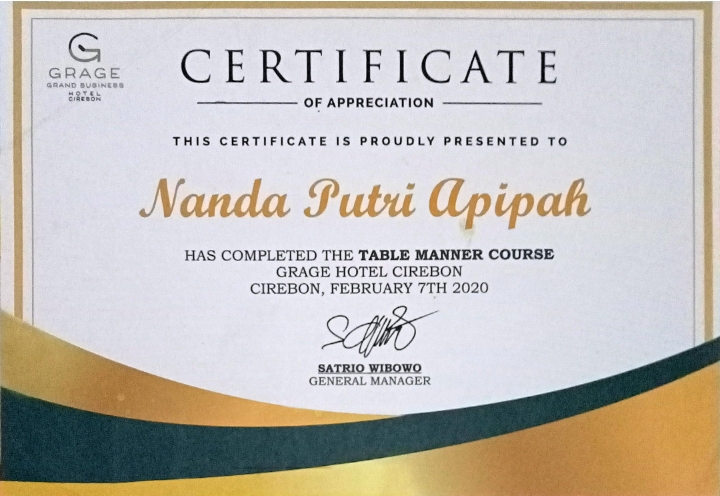 GRAGE
GRAND BUSINESS
HOTEL
CIREBON
CERTIFICATE
OF APPRECIATION
THIS CERTIFICATE IS PROUDLY PRESENTED TO
Nanda Putri Apipah
HAS COMPLETED THE TABLE MANNER COURSE
GRAGE HOTEL CIREBON
CIREBON, FEBRUARY 7TH 2020
SATRIO WIBOWO
GENERAL MANAGER